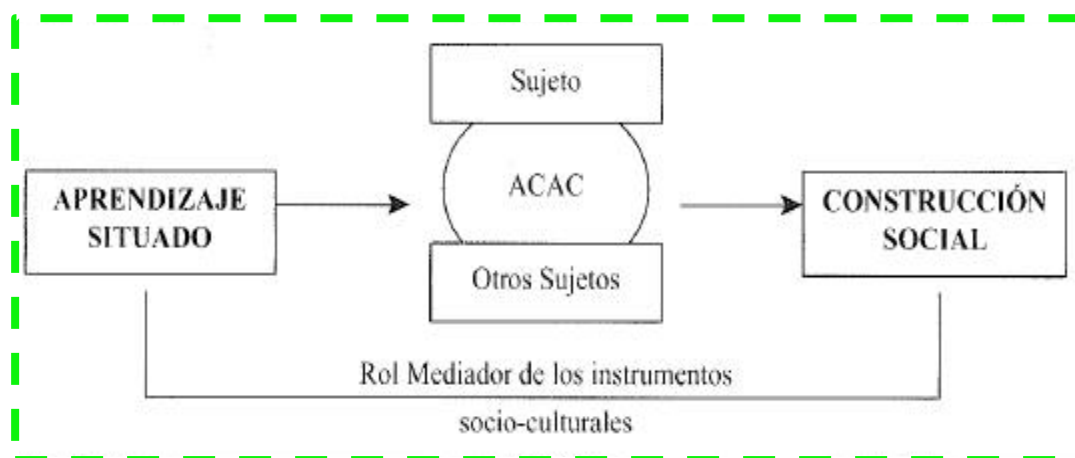 Sujeto
APRENDIZAJE
SITUADO
ACAC
CONSTRUCCIÓN
SOCIAL
Otros Sujetos
Rol Mediador de los instrumentos
socio-culturales